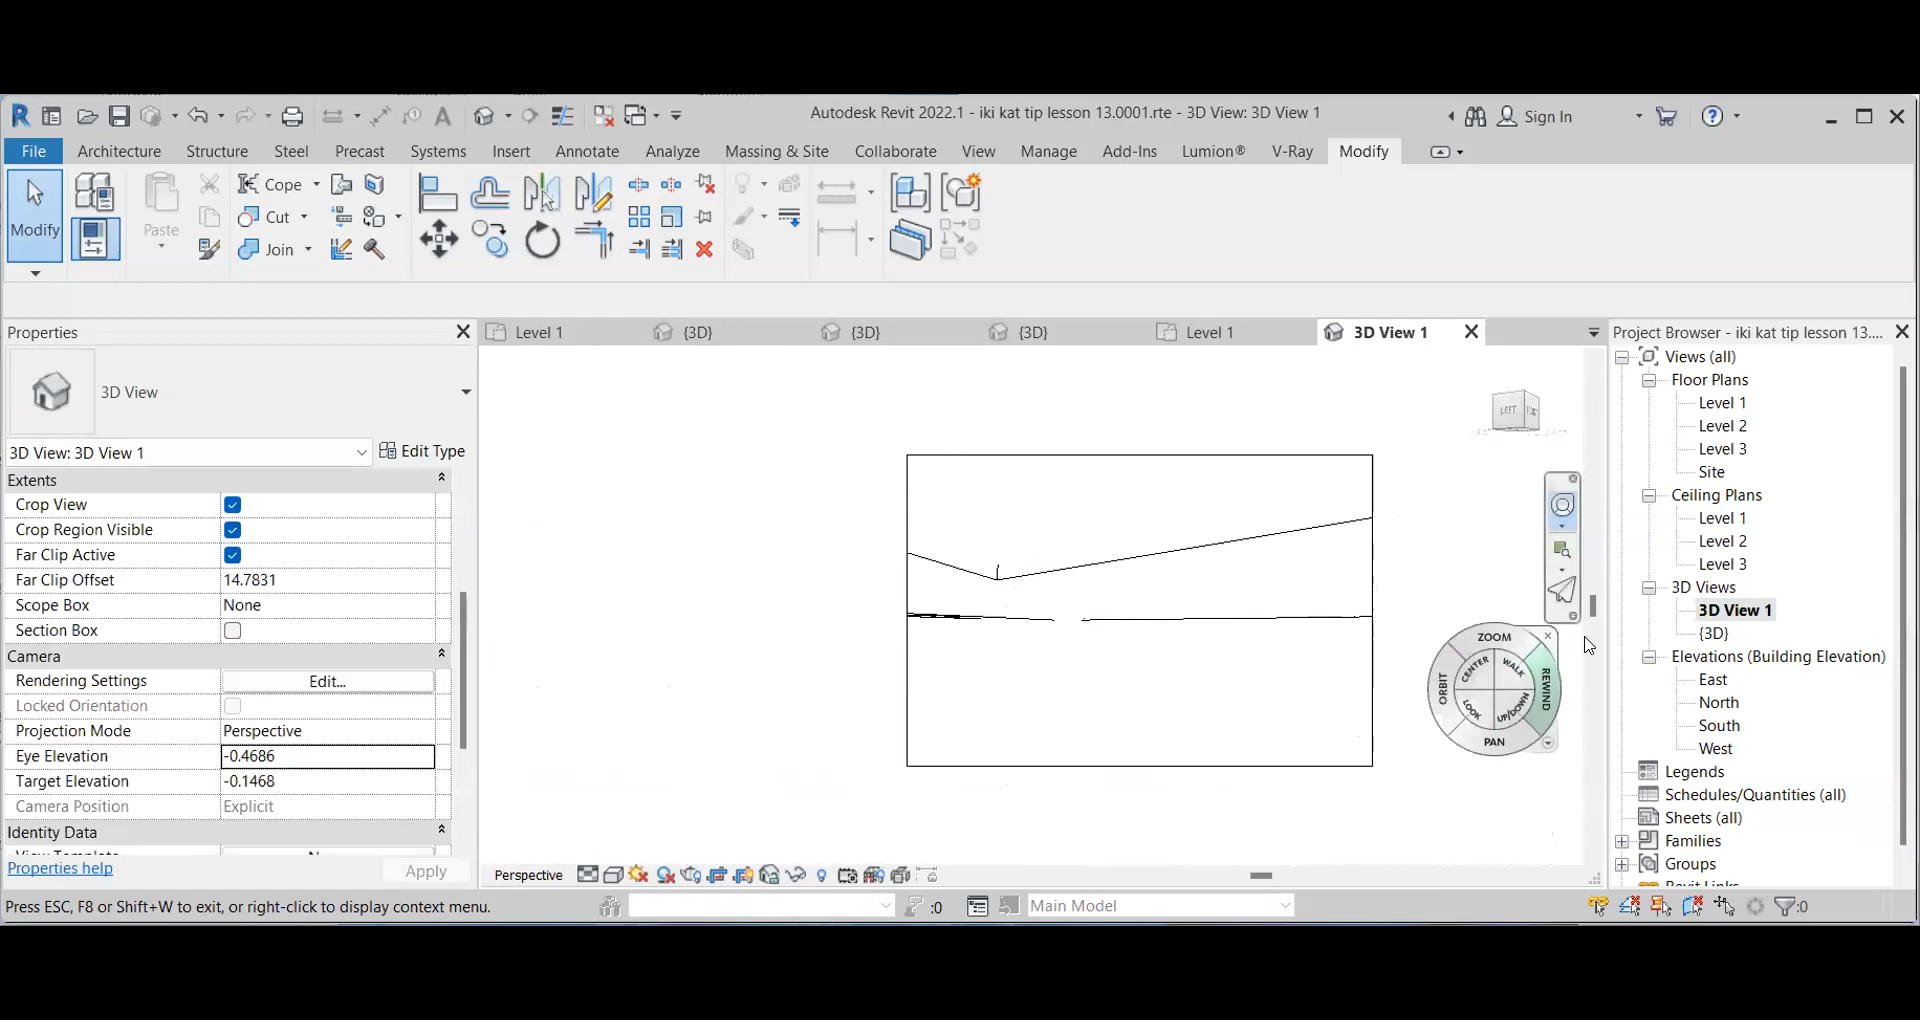 Autodesk Revit 2022.1 - iki kat tip lesson 13.0001.rte - 3D View: 3D View 1
Sign In
File Architecture Structure Steel Precast Systems Insert Annotate Analyze Massing & Site Collaborate View Manage Add-Ins Lumion® V-Ray Modify
Modify
Paste
Cope
Cut
Join
Properties
3D View
3D View: 3D View 1
Edit Type
Extents
Crop View
Crop Region Visible
Far Clip Active
Far Clip Offset 14.7831
Scope Box None
Section Box
Camera
Rendering Settings Edit...
Locked Orientation
Projection Mode Perspective
Eye Elevation -0.4686
Target Elevation -0.1468
Camera Position Explicit
Identity Data
Properties help
Apply
Level 1 {3D} {3D} {3D} Level 1 3D View 1
LEFT
ZOOM
CENTER
WALK
ORBIT
REWIND
LOOK
UP/DOWN
PAN
Perspective
Project Browser - iki kat tip lesson 13....
Views (all)
Floor Plans
Level 1
Level 2
Level 3
Site
Ceiling Plans
Level 1
Level 2
Level 3
3D Views
3D View 1
{3D}
Elevations (Building Elevation)
East
North
South
West
Legends
Schedules/Quantities (all)
Sheets (all)
Families
Groups
Press ESC, F8 or Shift+W to exit, or right-click to display context menu.
:0
Main Model
:0